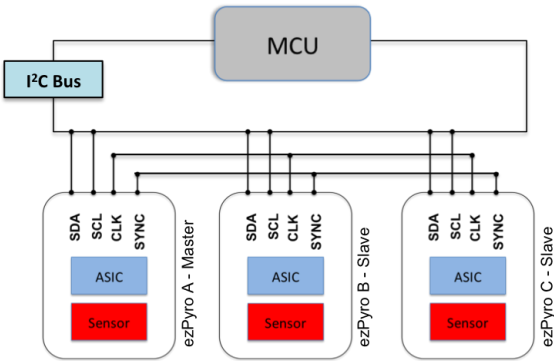 MCU
I²C Bus
SDA SCL CLK SYNC
ASIC
Sensor
ezPyro A - Master
SDA SCL CLK SYNC
ASIC
Sensor
ezPyro B - Slave
SDA SCL CLK SYNC
ASIC
Sensor
ezPyro C - Slave